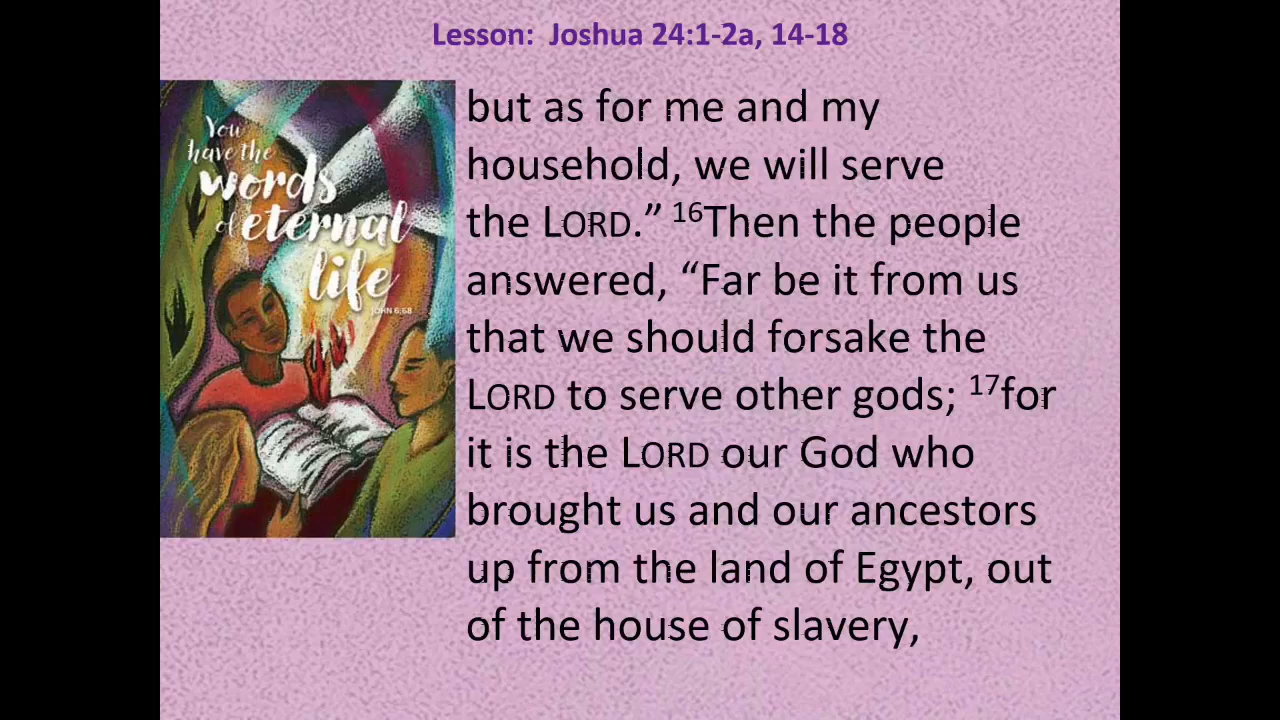 Lesson:  Joshua 24:1-2a, 14-18
You
have the
words
of eternal
life
JOHN 6:68
but as for me and my
household, we will serve
the LORD.” ¹⁶Then the people
answered, “Far be it from us
that we should forsake the
LORD to serve other gods; ¹⁷for
it is the LORD our God who
brought us and our ancestors
up from the land of Egypt, out
of the house of slavery,